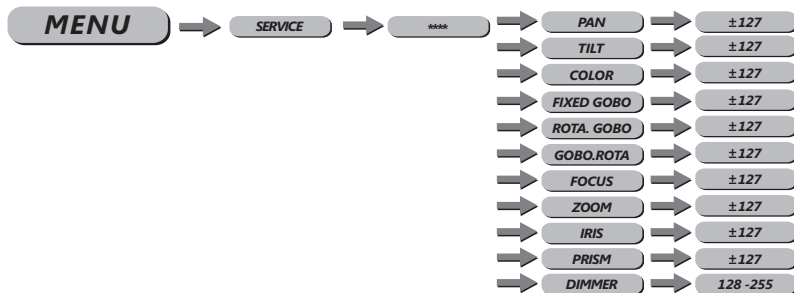 MENU SERVICE **** PAN ±127
TILT ±127
COLOR ±127
FIXED GOBO ±127
ROTA. GOBO ±127
GOBO.ROTA ±127
FOCUS ±127
ZOOM ±127
IRIS ±127
PRISM ±127
DIMMER 128 -255